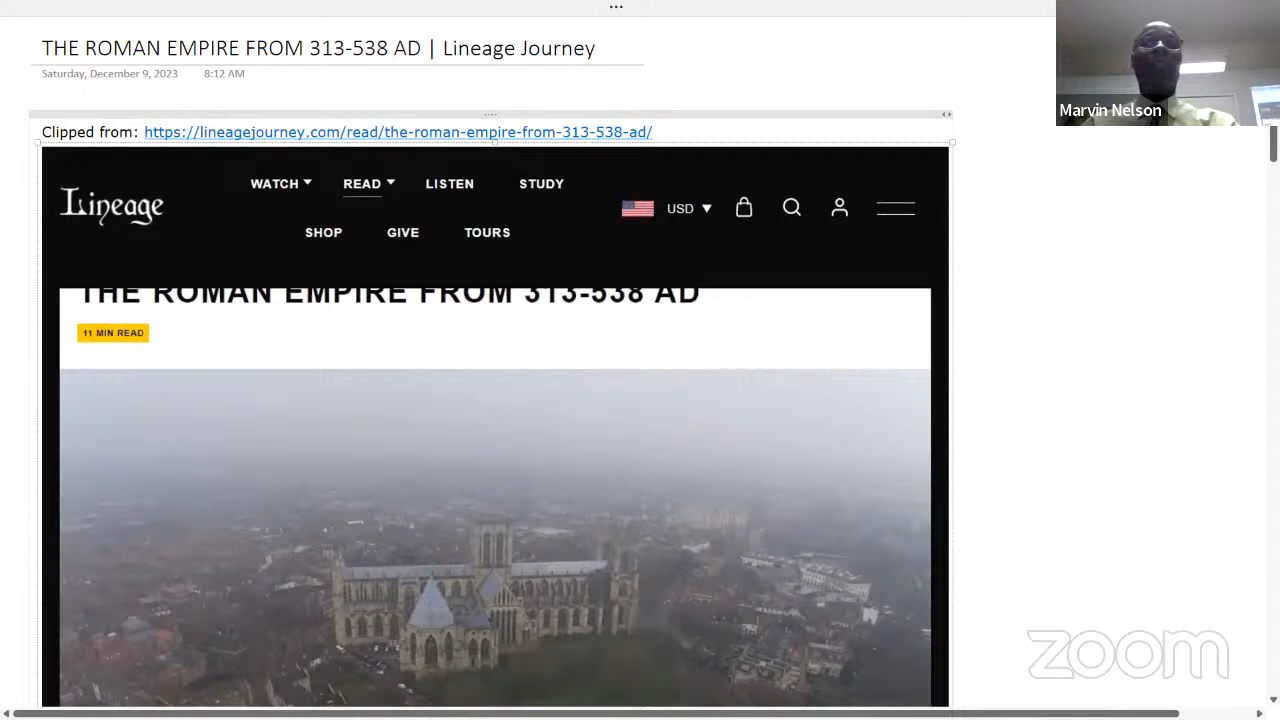 THE ROMAN EMPIRE FROM 313-538 AD | Lineage Journey
Saturday, December 9, 2023 8:12 AM
Marvin Nelson
Clipped from: https://lineagejourney.com/read/the-roman-empire-from-313-538-ad/
Lineage
WATCH READ LISTEN STUDY
USD
SHOP GIVE TOURS
THE ROMAN EMPIRE FROM 313-538 AD
11 MIN READ
zoom